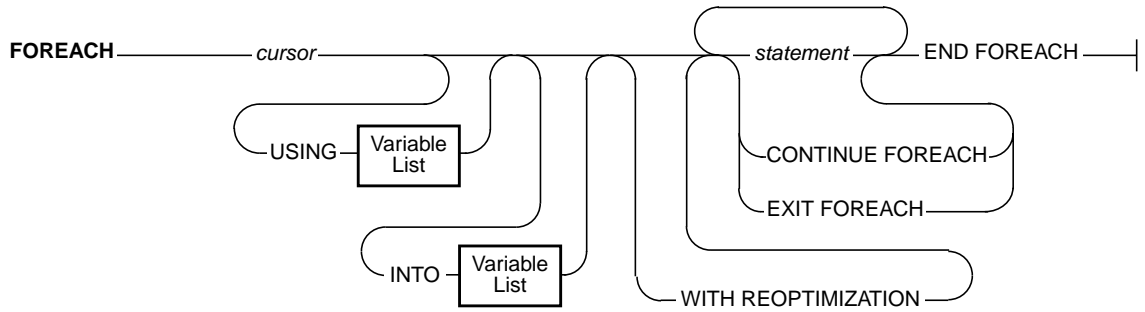 FOREACH cursor statement END FOREACH
USING Variable List
CONTINUE FOREACH
EXIT FOREACH
INTO Variable List
WITH REOPTIMIZATION